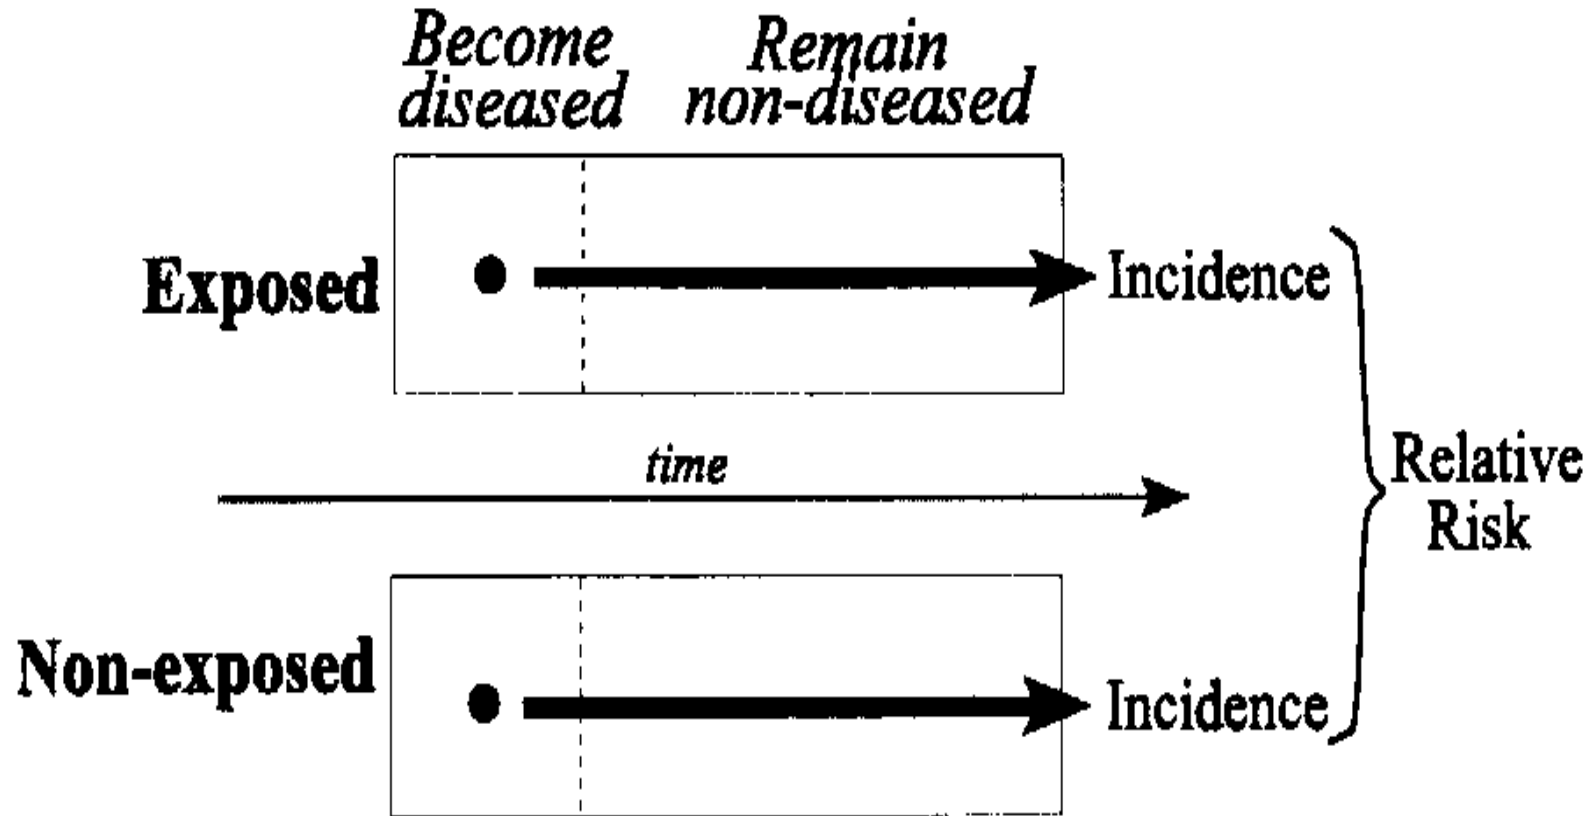 Become
diseased
Remain
non-diseased
Exposed
Incidence
time
Relative
Risk
Non-exposed
Incidence